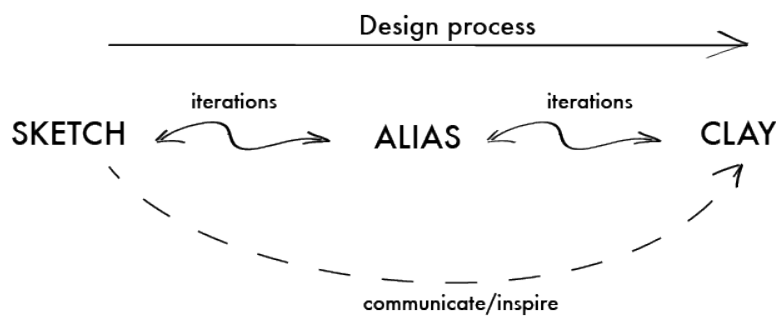 Design process
iterations
iterations
SKETCH
ALIAS
CLAY
communicate/inspire